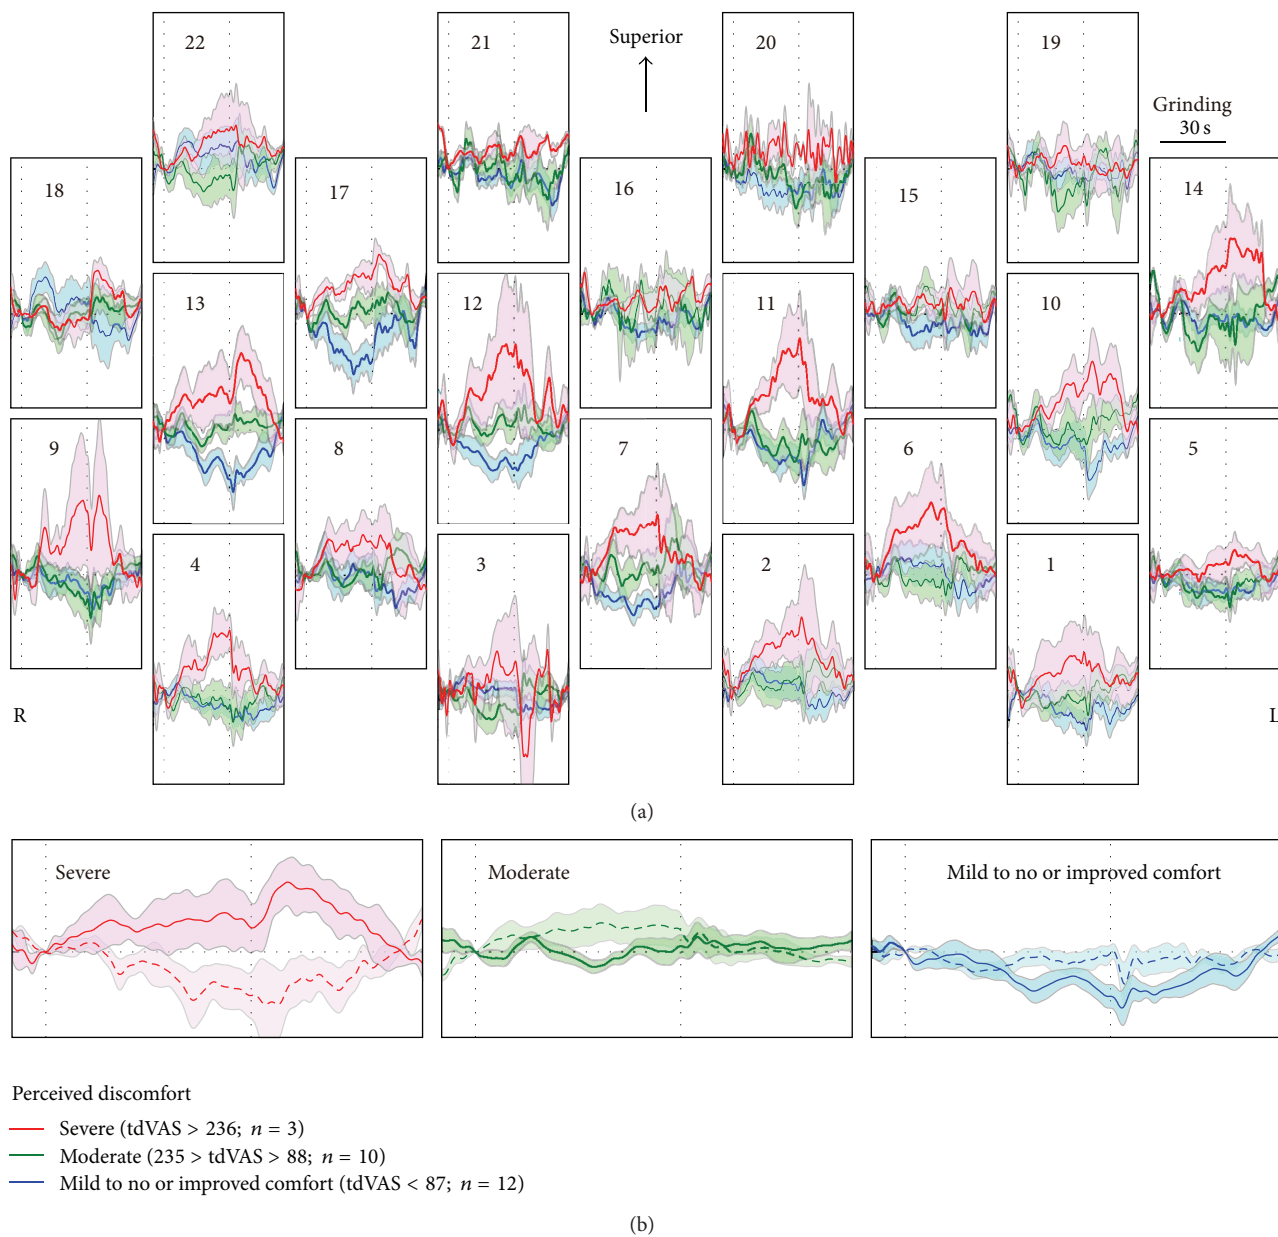 22
21
Superior
20
19
Grinding
30 s
18
17
16
15
14
13
12
11
10
9
8
7
6
5
4
3
2
1
R
L
(a)
Severe
Moderate
Mild to no or improved comfort
Perceived discomfort
Severe (tdVAS > 236; n = 3)
Moderate (235 > tdVAS > 88; n = 10)
Mild to no or improved comfort (tdVAS < 87; n = 12)
(b)